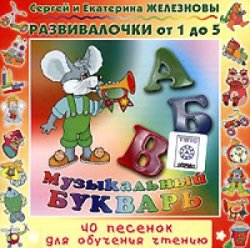 Сергей и Екатерина ЖЕЛЕЗНОВЫ
РАЗВИВАЛОЧКИ от 1 до 5
А
Б
В
Музыкальный
БУКВАРЬ
40 песенок
для обучения чтению